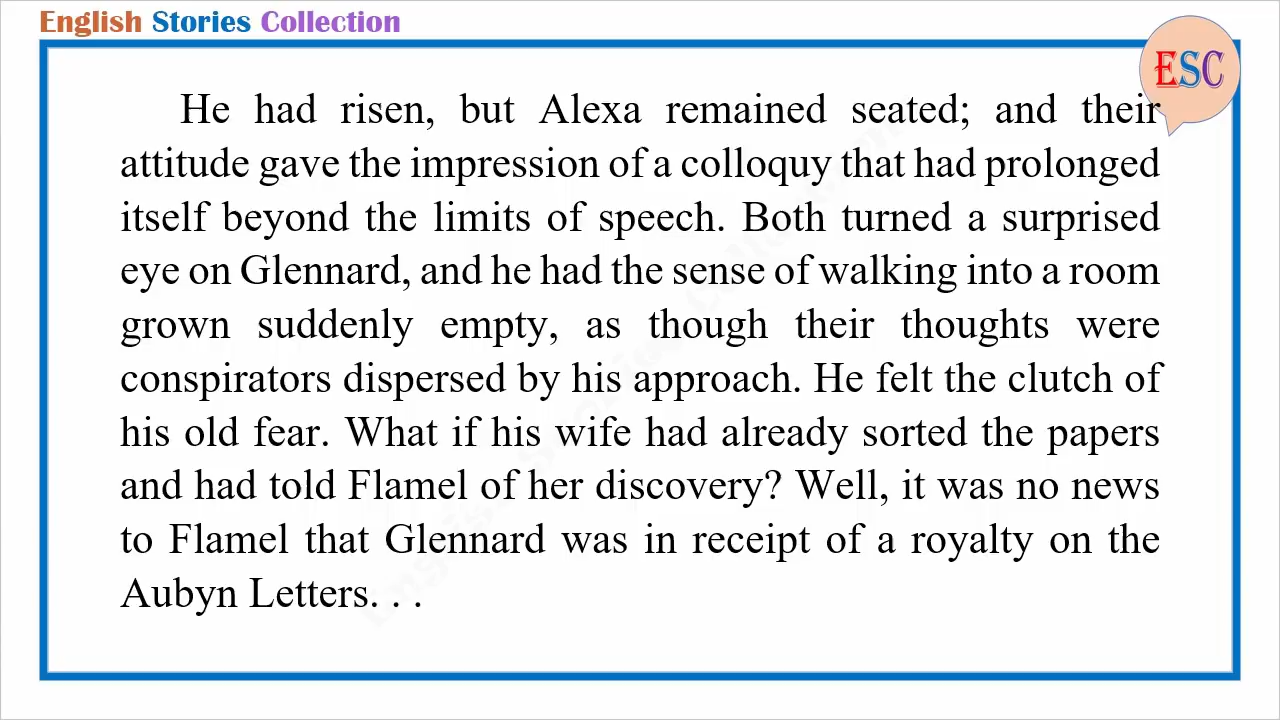 English Stories Collection
ESC
He had risen, but Alexa remained seated; and their
attitude gave the impression of a colloquy that had prolonged
itself beyond the limits of speech. Both turned a surprised
eye on Glennard, and he had the sense of walking into a room
grown suddenly empty, as though their thoughts were
conspirators dispersed by his approach. He felt the clutch of
his old fear. What if his wife had already sorted the papers
and had told Flamel of her discovery? Well, it was no news
to Flamel that Glennard was in receipt of a royalty on the
Aubyn Letters. . .